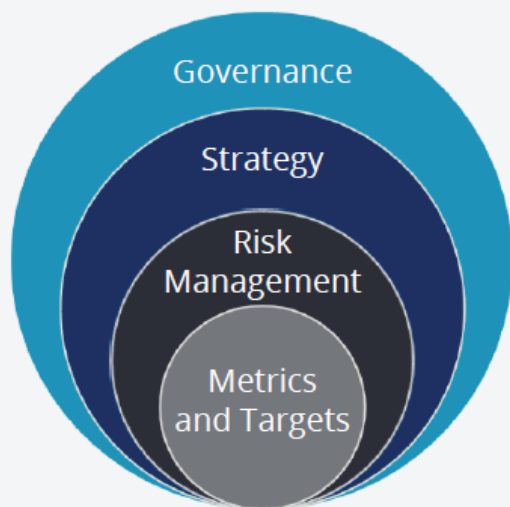 Governance
Strategy
Risk
Management
Metrics
and Targets